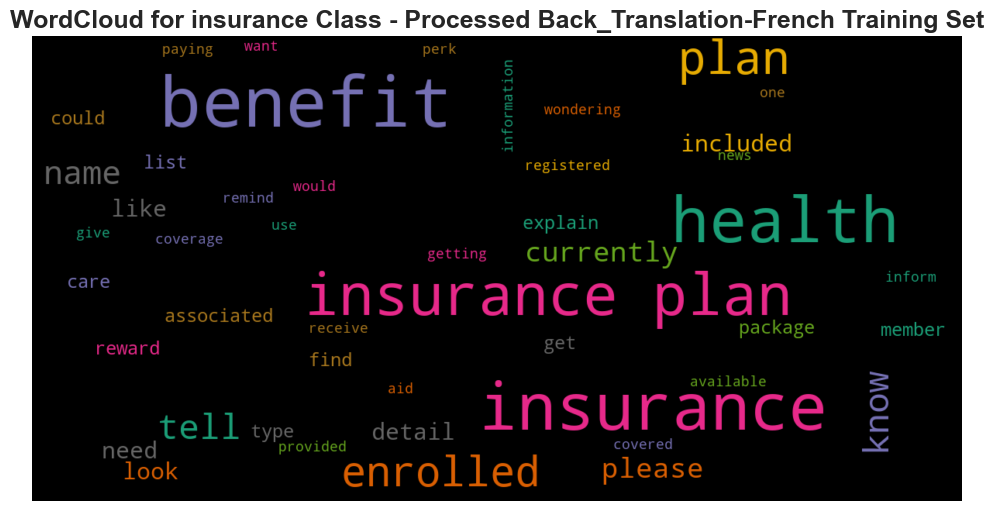 WordCloud for insurance Class - Processed Back_Translation-French Training Set
paying
want
perk
plan
benefit
information
one
could
wondering
included
news
list
name
registered
remind
would
health
like
use
explain
give
coverage
currently
getting
care
inform
insurance plan
associated
receive
package
member
reward
get
find
aid
available
insurance
know
tell
type
detail
need
provided
covered
look
enrolled
please